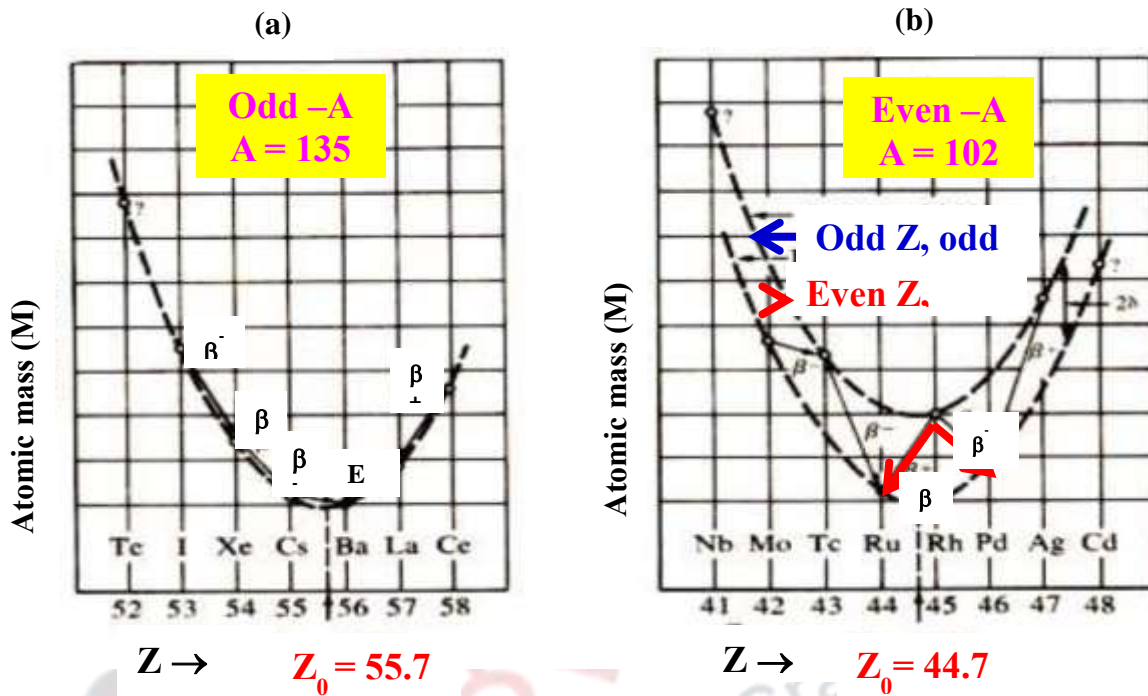 (a)
Odd –A
A = 135
?
β-
β
β
β
E
Te I Xe Cs Ba La Ce
52 53 54 55 56 57 58
Atomic mass (M)
Z → Z0 = 55.7
(b)
Even –A
A = 102
?
Odd Z, odd
?
Even Z,
β-
β+
β-
β-
β
Nb Mo Tc Ru Rh Pd Ag Cd
41 42 43 44 45 46 47 48
Atomic mass (M)
Z → Z0 = 44.7